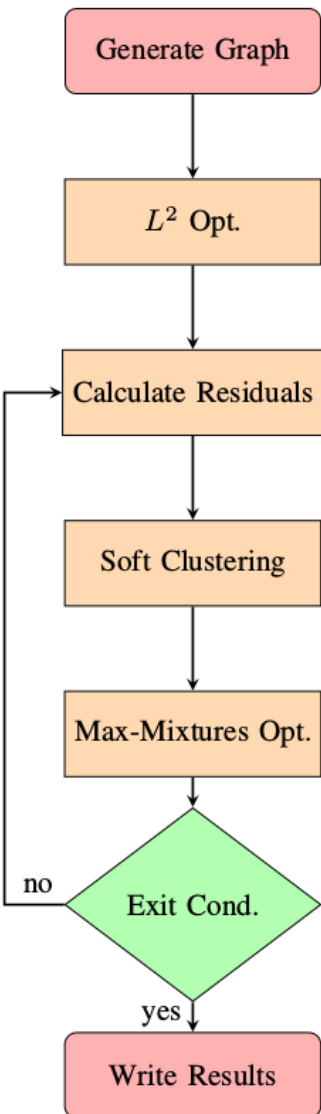 Generate Graph
L² Opt.
Calculate Residuals
Soft Clustering
Max-Mixtures Opt.
no
Exit Cond.
yes
Write Results